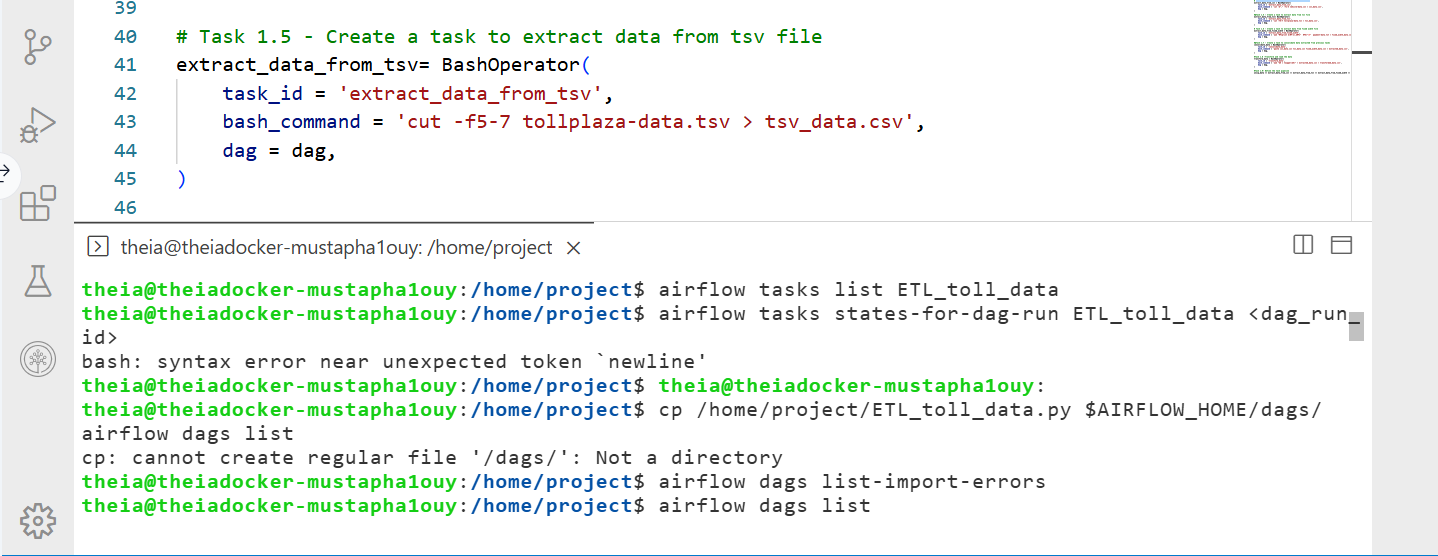 39
40 # Task 1.5 - Create a task to extract data from tsv file
41 extract_data_from_tsv= BashOperator(
42 task_id = 'extract_data_from_tsv',
43 bash_command = 'cut -f5-7 tollplaza-data.tsv > tsv_data.csv',
44 dag = dag,
45 )
46
theia@theiadocker-mustapha1ouy: /home/project ×
theia@theiadocker-mustapha1ouy:/home/project$ airflow tasks list ETL_toll_data
theia@theiadocker-mustapha1ouy:/home/project$ airflow tasks states-for-dag-run ETL_toll_data <dag_run_
id>
bash: syntax error near unexpected token `newline'
theia@theiadocker-mustapha1ouy:/home/project$ theia@theiadocker-mustapha1ouy:
theia@theiadocker-mustapha1ouy:/home/project$ cp /home/project/ETL_toll_data.py $AIRFLOW_HOME/dags/
airflow dags list
cp: cannot create regular file '/dags/': Not a directory
theia@theiadocker-mustapha1ouy:/home/project$ airflow dags list-import-errors
theia@theiadocker-mustapha1ouy:/home/project$ airflow dags list